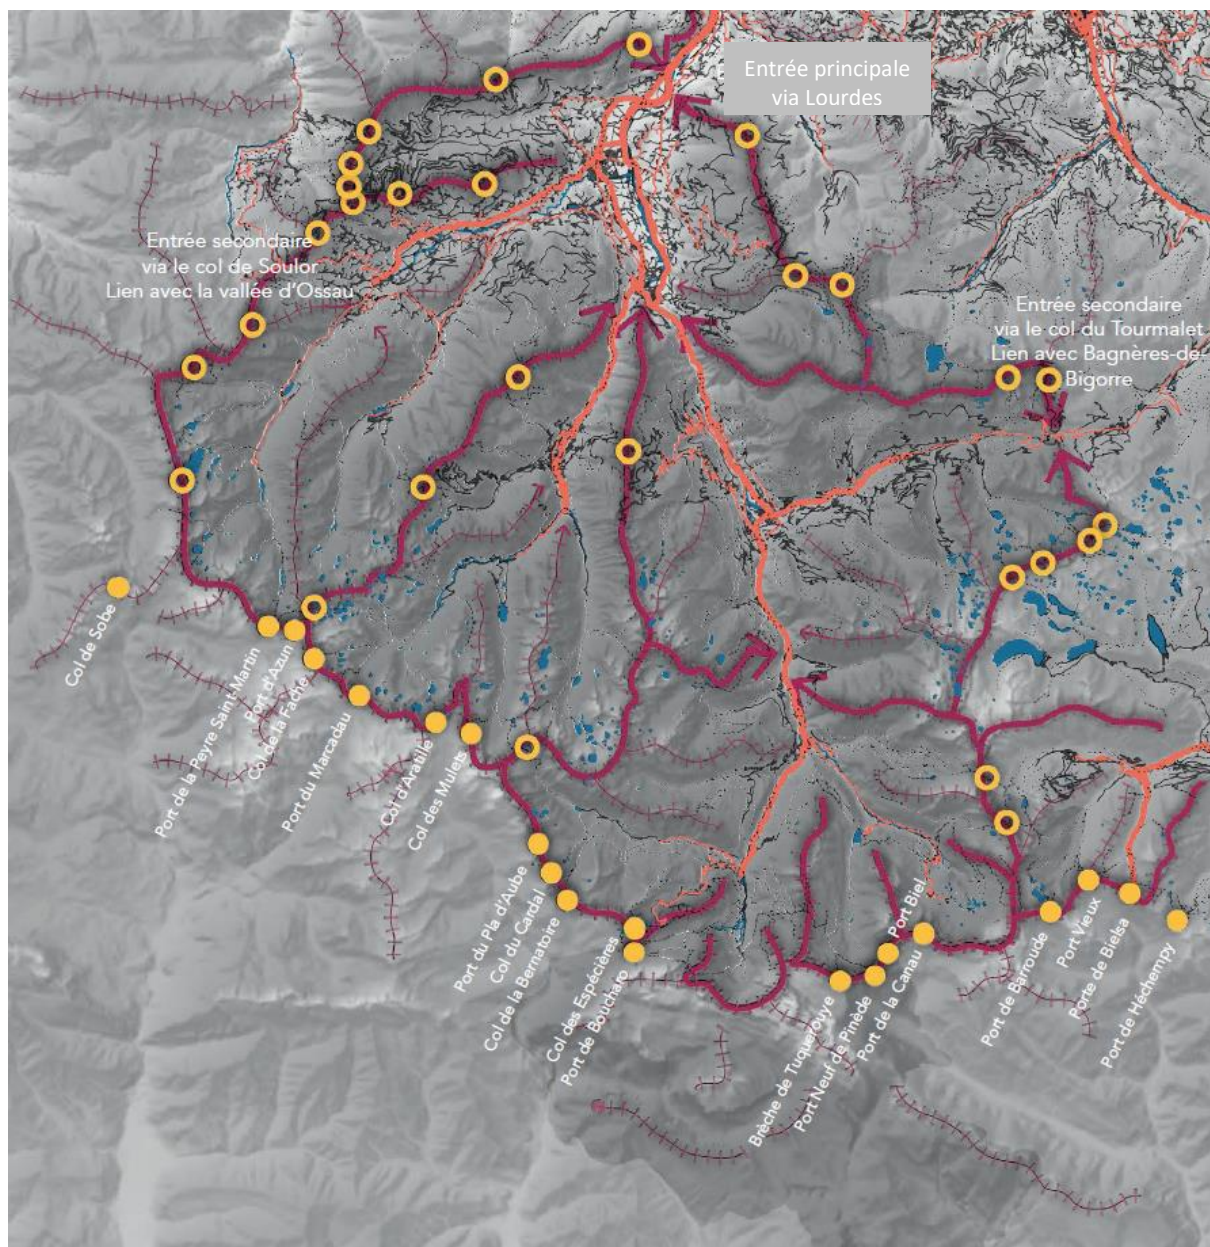 Entrée principale
via Lourdes
Entrée secondaire
via le col de Soulor
Lien avec la vallée d'Ossau
Entrée secondaire
via le col du Tourmalet
Lien avec Bagnères-de-
Bigorre
Col de Sobe
Port de la Peyre Saint-Martin
Port d'Azun
Col de la Fache
Port du Marcadau
Col d'Aratille
Col des Mulets
Port du Pla d'Aube
Col du Cardal
Col de la Bernatoire
Col des Espécières
Port de Boucharo
Brèche de Tuquerouye
Port Neuf de Pinède
Port Biel
Port de la Canau
Port de Barroude
Port Vieux
Porte de Bielsa
Port de Héchempy